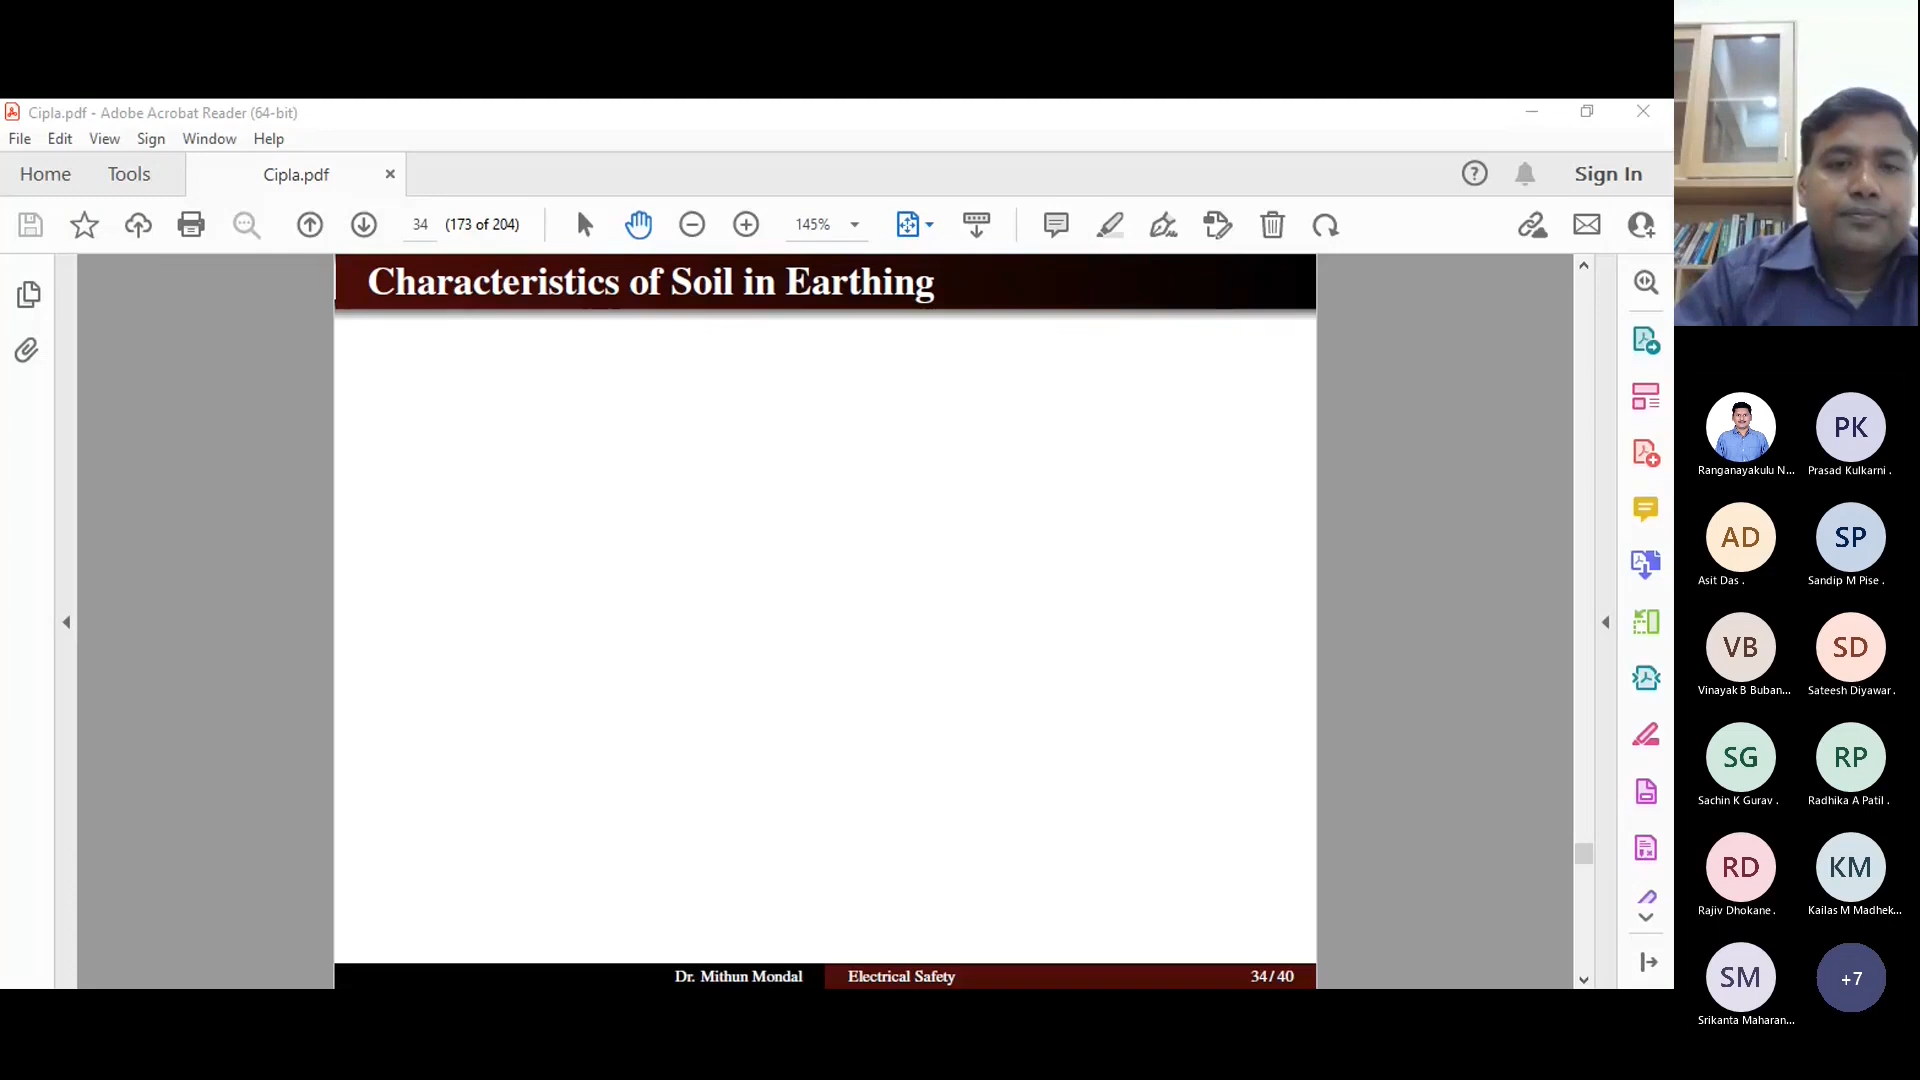 Cipla.pdf - Adobe Acrobat Reader (64-bit)
File Edit View Sign Window Help
Home Tools Cipla.pdf Sign In
34 (173 of 204) 145%
Characteristics of Soil in Earthing
Dr. Mithun Mondal Electrical Safety 34/40
PK
Ranganayakulu N... Prasad Kulkarni .
AD SP
Asit Das . Sandip M Pise .
VB SD
Vinayak B Buban... Sateesh Diyawar.
SG RP
Sachin K Gurav . Radhika A Patil .
RD KM
Rajiv Dhokane . Kailas M Madhek...
SM +7
Srikanta Maharan...